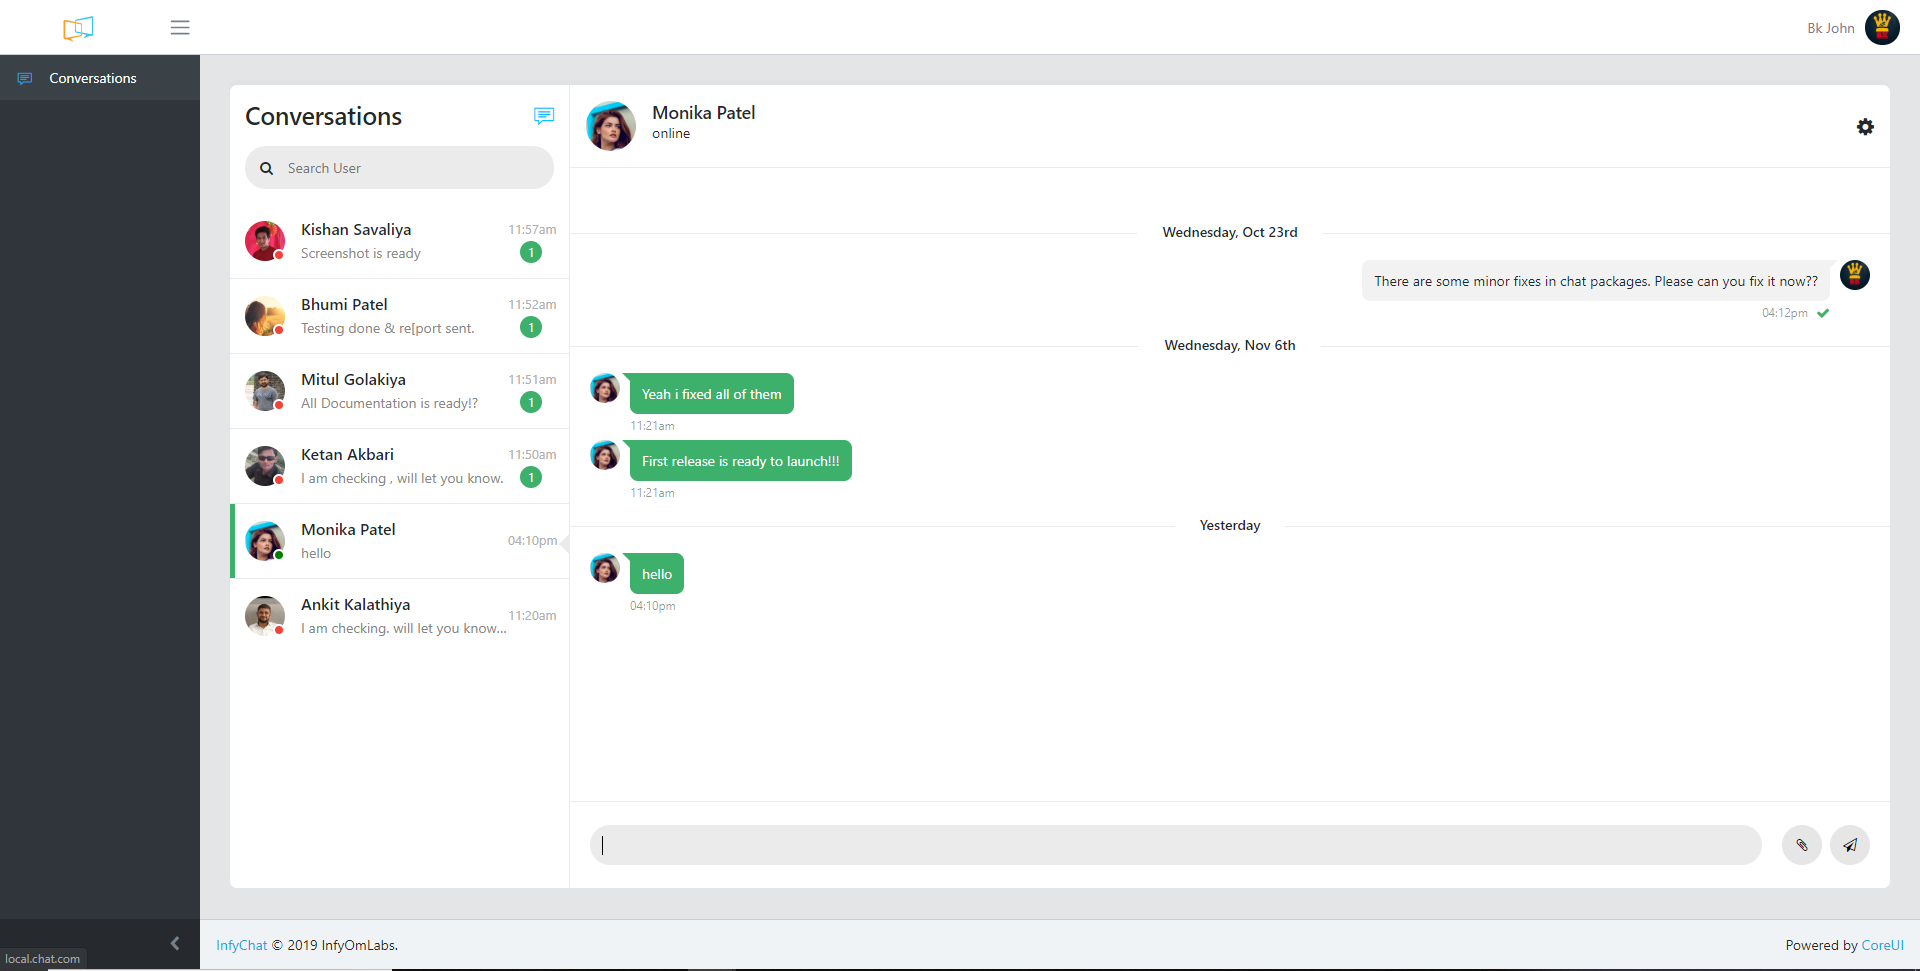 Bk John
Conversations
Conversations
Search User
Kishan Savaliya
11:57am
Screenshot is ready
1
Bhumi Patel
11:52am
Testing done & re[port sent.
1
Mitul Golakiya
11:51am
All Documentation is ready!?
1
Ketan Akbari
11:50am
I am checking , will let you know.
1
Monika Patel
hello
04:10pm
Ankit Kalathiya
11:20am
I am checking. will let you know...
Monika Patel
online
Wednesday, Oct 23rd
There are some minor fixes in chat packages. Please can you fix it now??
04:12pm
Wednesday, Nov 6th
Yeah i fixed all of them
11:21am
First release is ready to launch!!!
11:21am
Yesterday
hello
04:10pm
InfyChat © 2019 InfyOmLabs.
Powered by CoreUI
local.chat.com